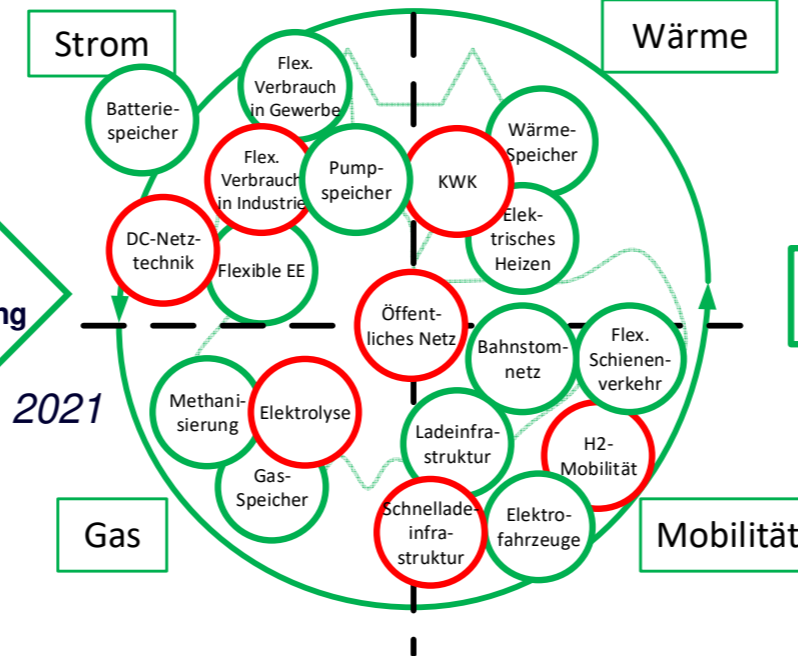 Strom
Wärme
Flex.
Verbrauch
in Gewerbe
Batterie-
speicher
Wärme-
Speicher
Flex.
Verbrauch
in Industrie
Pump-
speicher
KWK
Elek-
trisches
Heizen
DC-Netz-
technik
Flexible EE
ng
Öffent-
liches Netz
Bahnstom-
netz
Flex.
Schienen-
verkehr
2021
Methani-
sierung
Elektrolyse
Ladeinfra-
struktur
H2-
Mobilität
Gas-
Speicher
Schnellade-
infra-
struktur
Elektro-
fahrzeuge
Gas
Mobilität